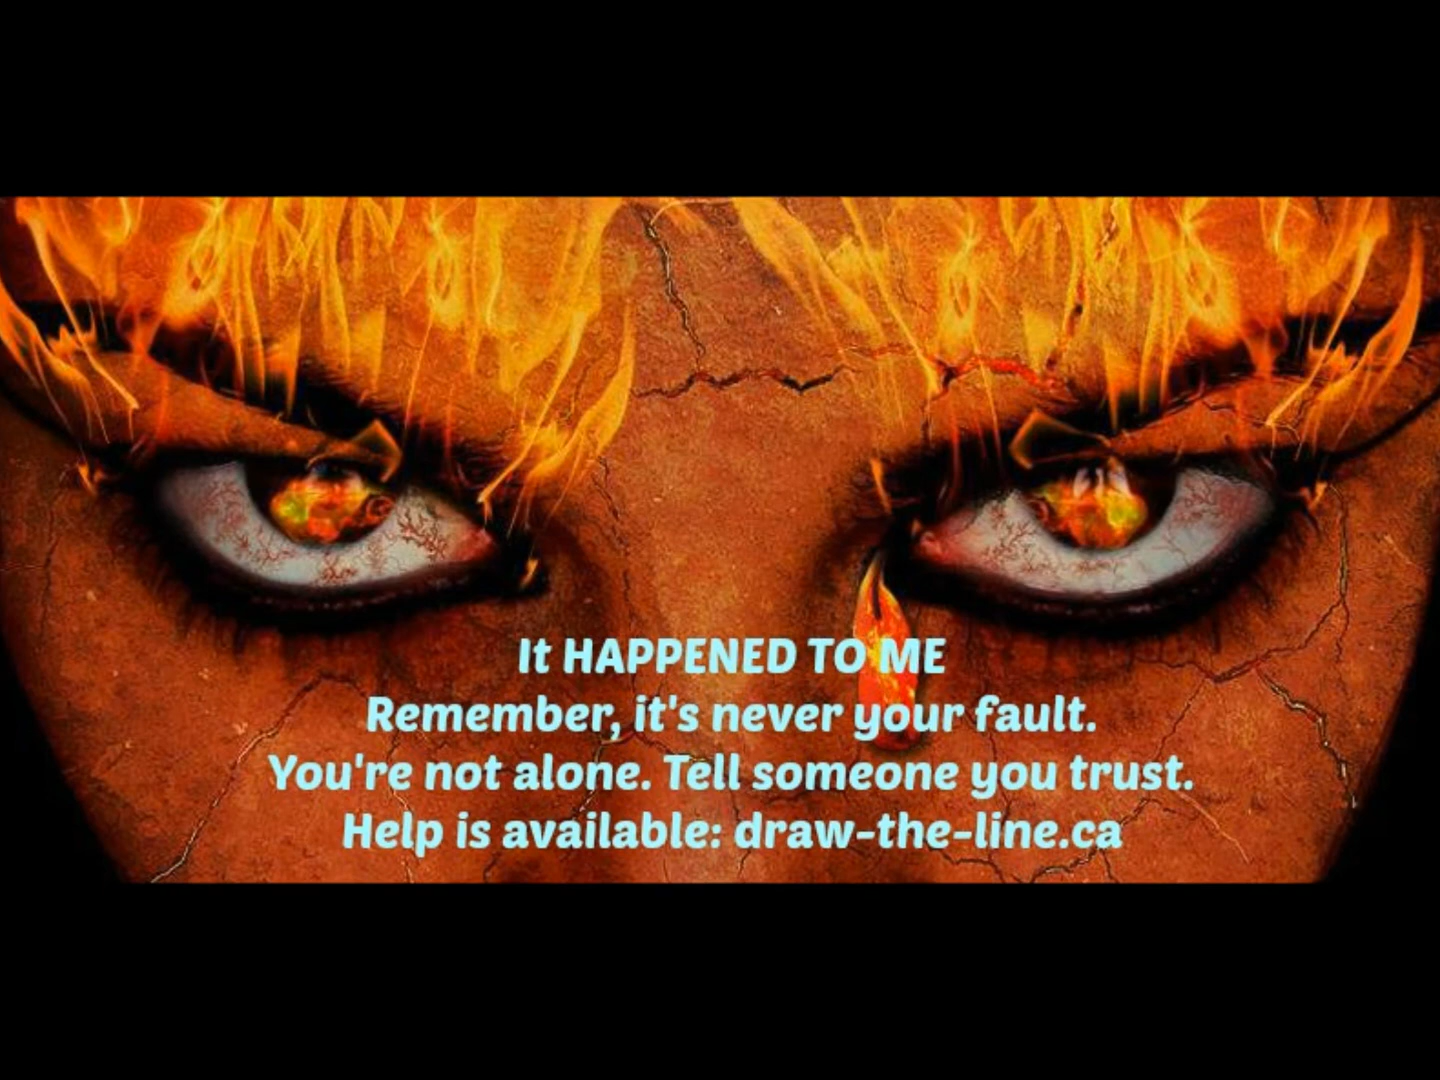 It HAPPENED TO ME
Remember, it's never your fault.
You're not alone. Tell someone you trust.
Help is available: draw-the-line.ca